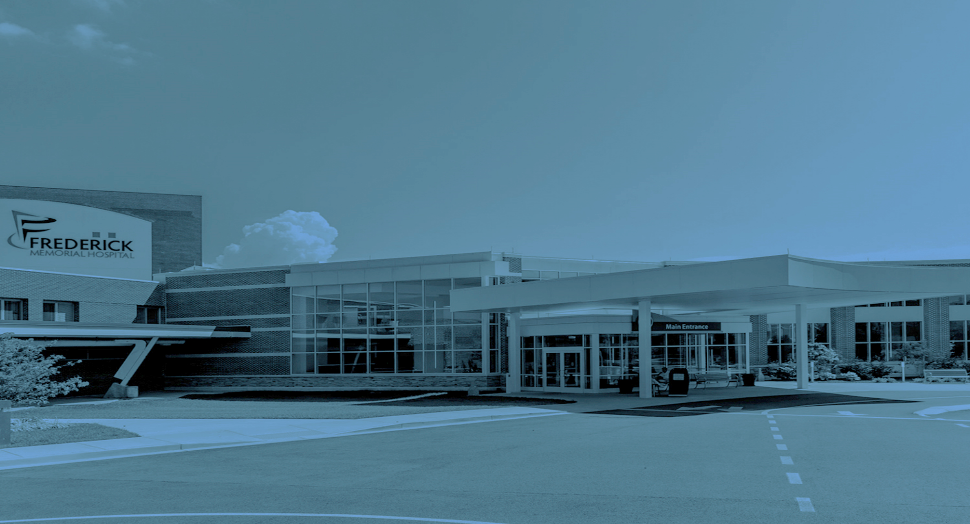 FREDERICK
MEMORIAL HOSPITAL
Main Entrance